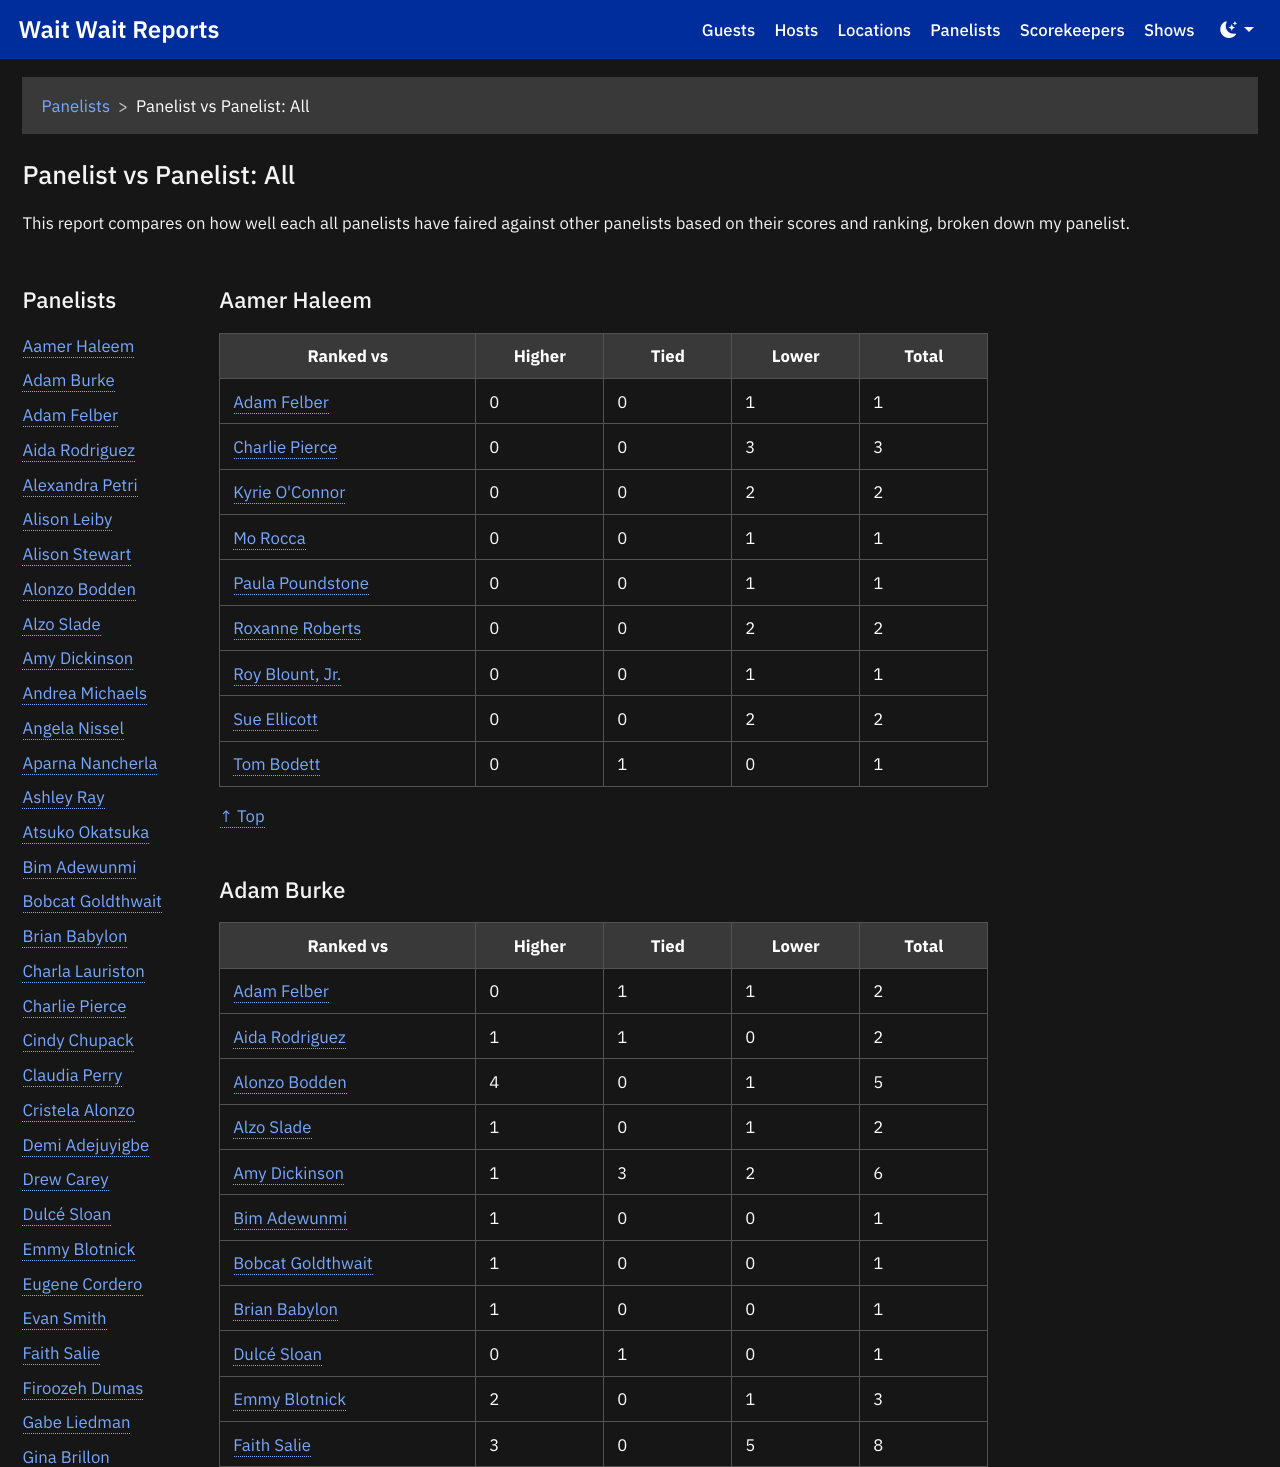 Wait Wait Reports
Guests Hosts Locations Panelists Scorekeepers Shows
Panelists > Panelist vs Panelist: All
Panelist vs Panelist: All
This report compares on how well each all panelists have faired against other panelists based on their scores and ranking, broken down my panelist.
Panelists
Aamer Haleem
Adam Burke
Adam Felber
Aida Rodriguez
Alexandra Petri
Alison Leiby
Alison Stewart
Alonzo Bodden
Alzo Slade
Amy Dickinson
Andrea Michaels
Angela Nissel
Aparna Nancherla
Ashley Ray
Atsuko Okatsuka
Bim Adewunmi
Bobcat Goldthwait
Brian Babylon
Charla Lauriston
Charlie Pierce
Cindy Chupack
Claudia Perry
Cristela Alonzo
Demi Adejuyigbe
Drew Carey
Dulcé Sloan
Emmy Blotnick
Eugene Cordero
Evan Smith
Faith Salie
Firoozeh Dumas
Gabe Liedman
Gina Brillon
Aamer Haleem
Ranked vs Higher Tied Lower Total
Adam Felber 0 0 1 1
Charlie Pierce 0 0 3 3
Kyrie O'Connor 0 0 2 2
Mo Rocca 0 0 1 1
Paula Poundstone 0 0 1 1
Roxanne Roberts 0 0 2 2
Roy Blount, Jr. 0 0 1 1
Sue Ellicott 0 0 2 2
Tom Bodett 0 1 0 1
↑ Top
Adam Burke
Ranked vs Higher Tied Lower Total
Adam Felber 0 1 1 2
Aida Rodriguez 1 1 0 2
Alonzo Bodden 4 0 1 5
Alzo Slade 1 0 1 2
Amy Dickinson 1 3 2 6
Bim Adewunmi 1 0 0 1
Bobcat Goldthwait 1 0 0 1
Brian Babylon 1 0 0 1
Dulcé Sloan 0 1 0 1
Emmy Blotnick 2 0 1 3
Faith Salie 3 0 5 8